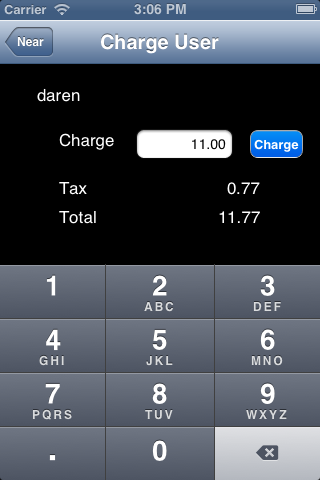 Carrier 3:06 PM
Near Charge User
daren
Charge 11.00 Charge
Tax 0.77
Total 11.77
1 2 ABC 3 DEF
4 GHI 5 JKL 6 MNO
7 PQRS 8 TUV 9 WXYZ
. 0